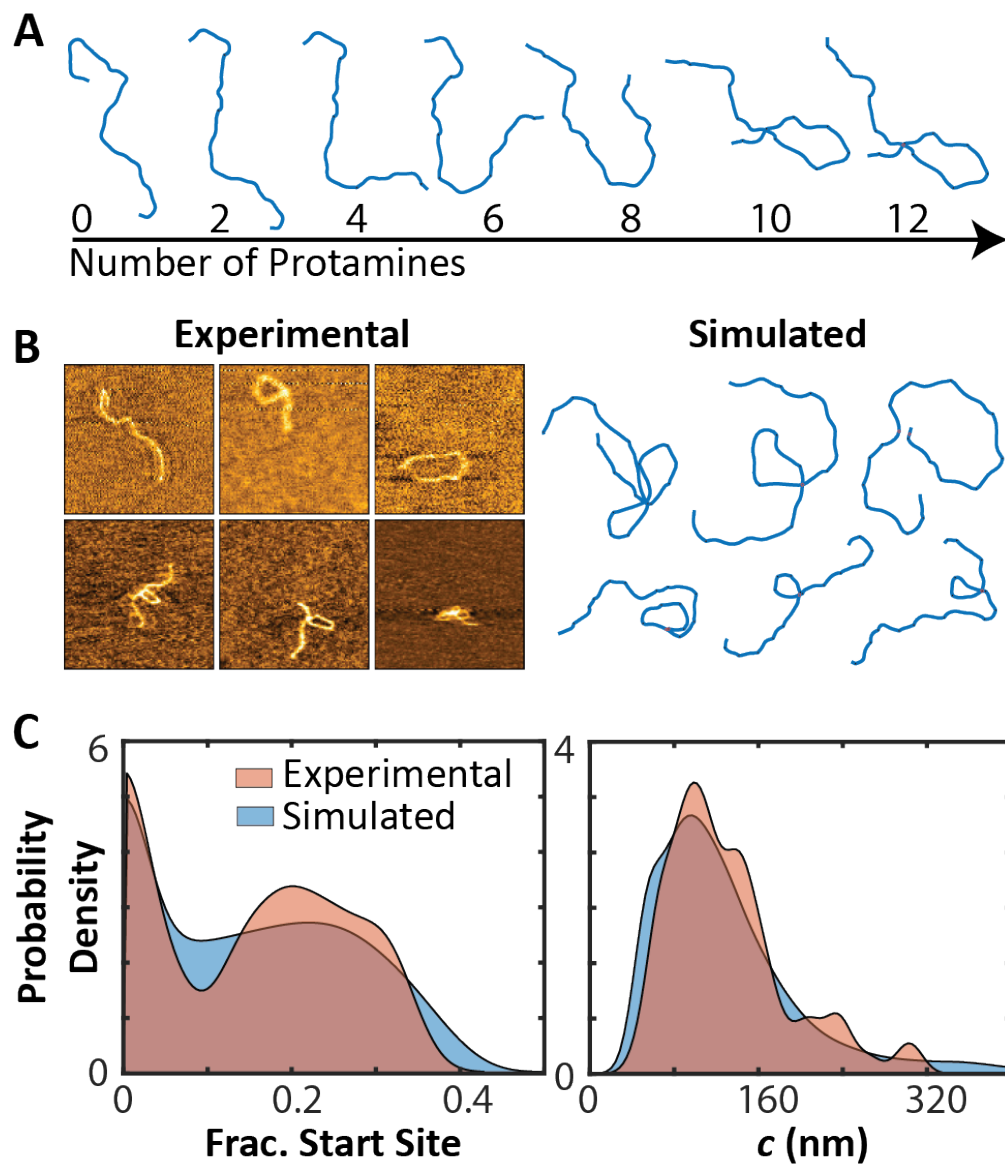 A
0 2 4 6 8 10 12
Number of Protamines
B
Experimental
Simulated
C
6
0
Probability
Density
Experimental
Simulated
0 0.2 0.4
Frac. Start Site
4
0
0 160 320
c (nm)